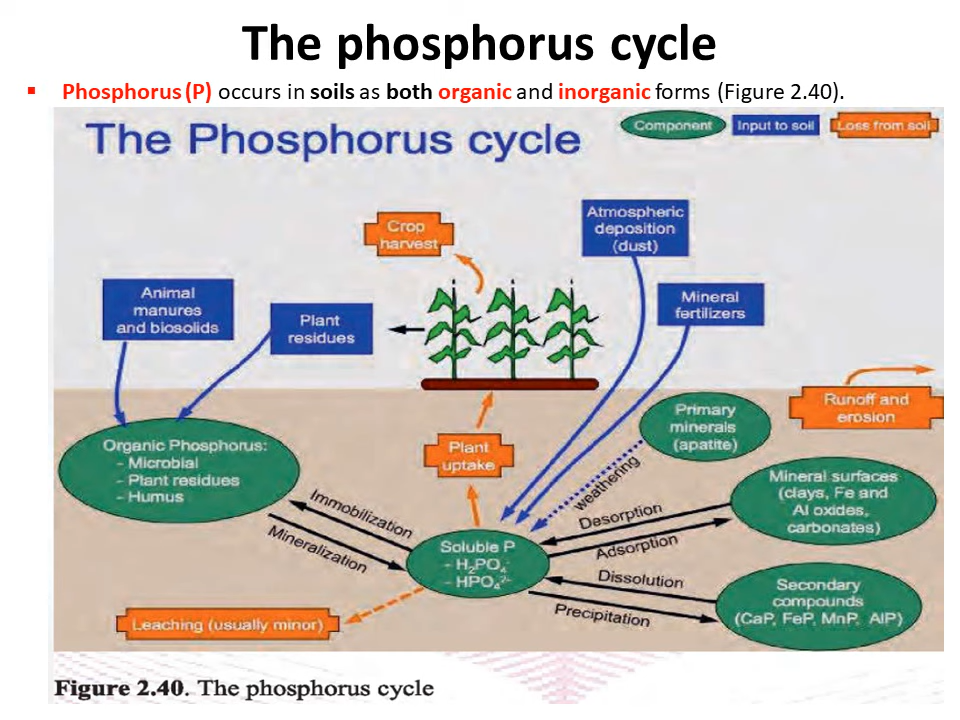 The phosphorus cycle
▪ Phosphorus (P) occurs in soils as both organic and inorganic forms (Figure 2.40).
The Phosphorus cycle
Component
Input to soil
Loss from soil
Crop
harvest
Atmospheric
deposition
(dust)
Animal
manures
and biosolids
Plant
residues
Mineral
fertilizers
Runoff and
erosion
Primary
minerals
(apatite)
Plant
uptake
Organic Phosphorus:
- Microbial
- Plant residues
- Humus
weathering
Mineral surfaces
(clays, Fe and
Al oxides,
carbonates)
Immobilization
Mineralization
Desorption
Adsorption
Soluble P
- H₂PO₄⁻
- HPO₄²⁻
Dissolution
Precipitation
Secondary
compounds
(CaP, FeP, MnP, AlP)
Leaching (usually minor)
Figure 2.40. The phosphorus cycle